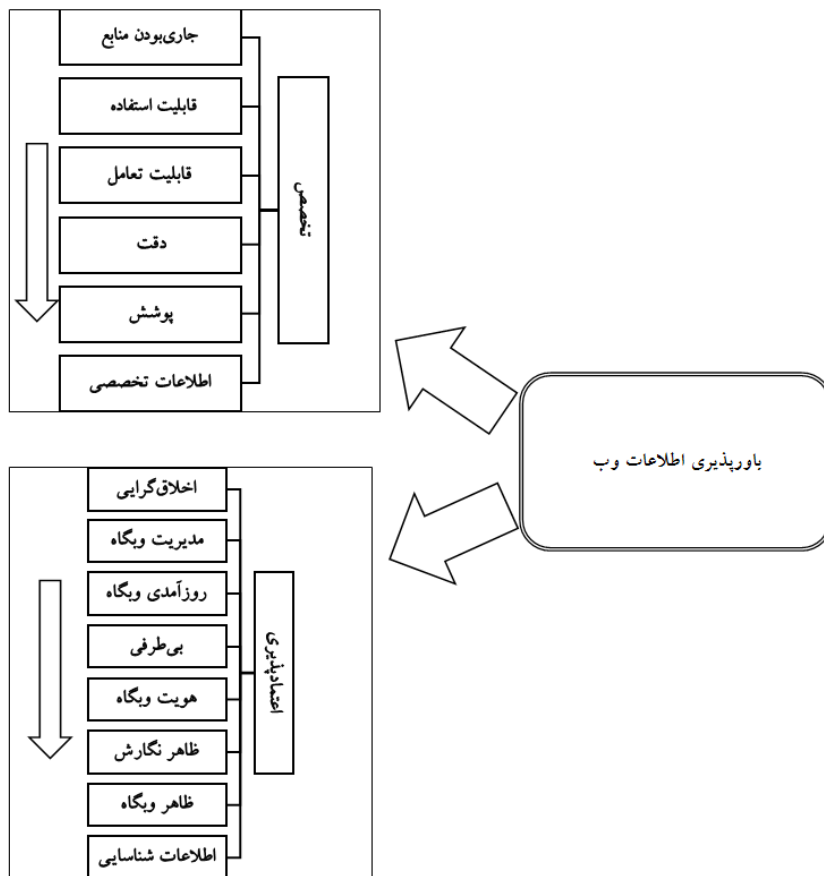 باورپذیری اطلاعات وب
تخصص
جاری‌بودن منابع
قابلیت استفاده
قابلیت تعامل
دقت
پوشش
اطلاعات تخصصی
اعتمادپذیری
اخلاق‌گرایی
مدیریت وبگاه
روزآمدی وبگاه
بی‌طرفی
هویت وبگاه
ظاهر نگارش
ظاهر وبگاه
اطلاعات شناسایی